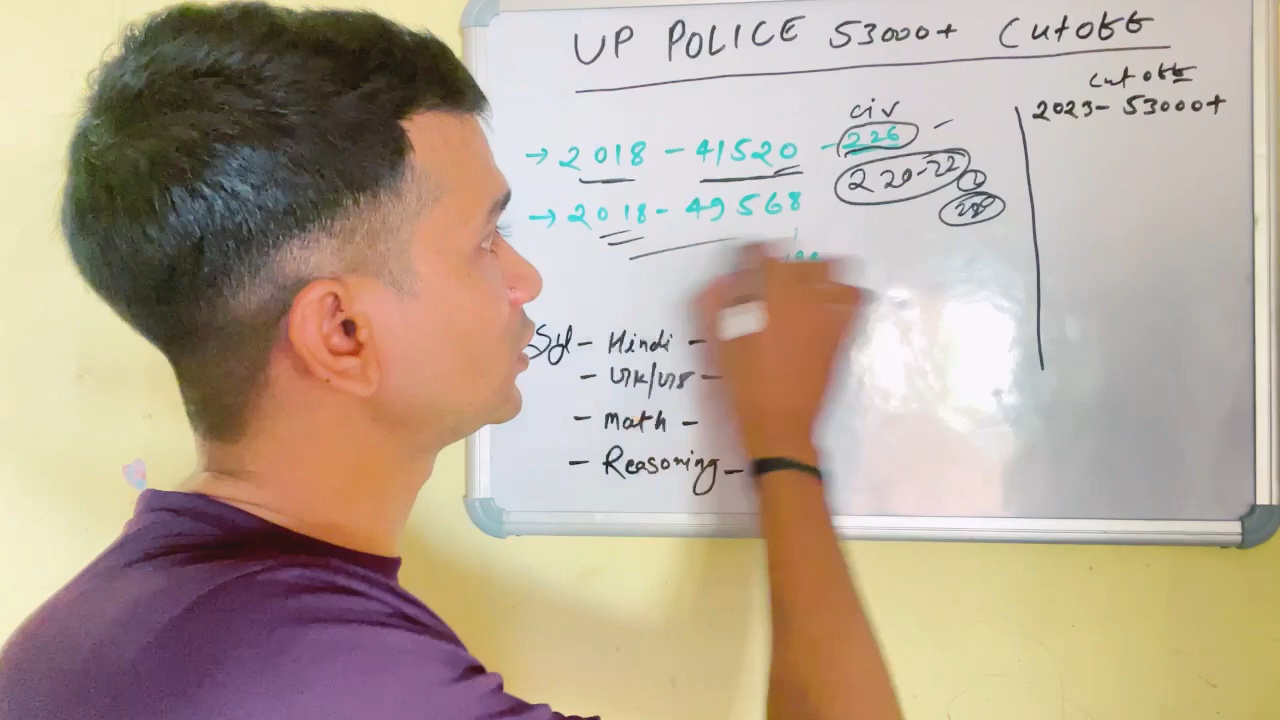 UP POLICE 53000+ Cutoff
civ
→ 2018 - 41520 - 226
220-22
→ 2018 - 49568
Syl - Hindi -
- GK/GS -
- Math -
- Reasoning -
Cutoff
2023- 53000+